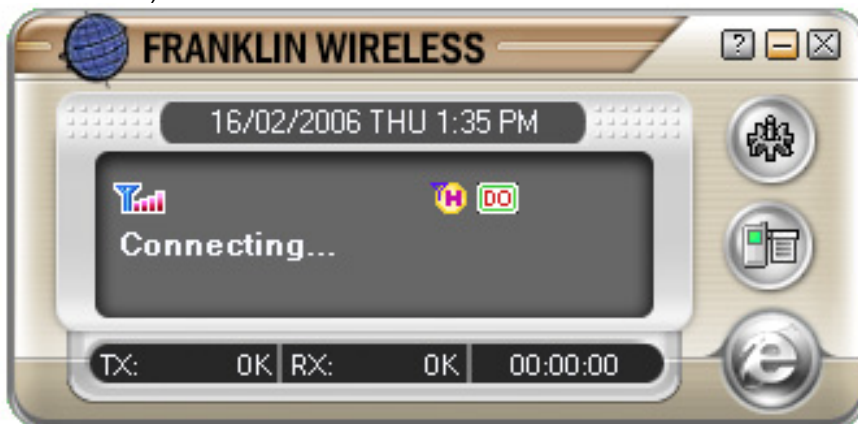 FRANKLIN WIRELESS ?
16/02/2006 THU 1:35 PM
H DO
Connecting...
TX: 0K RX: 0K 00:00:00
e